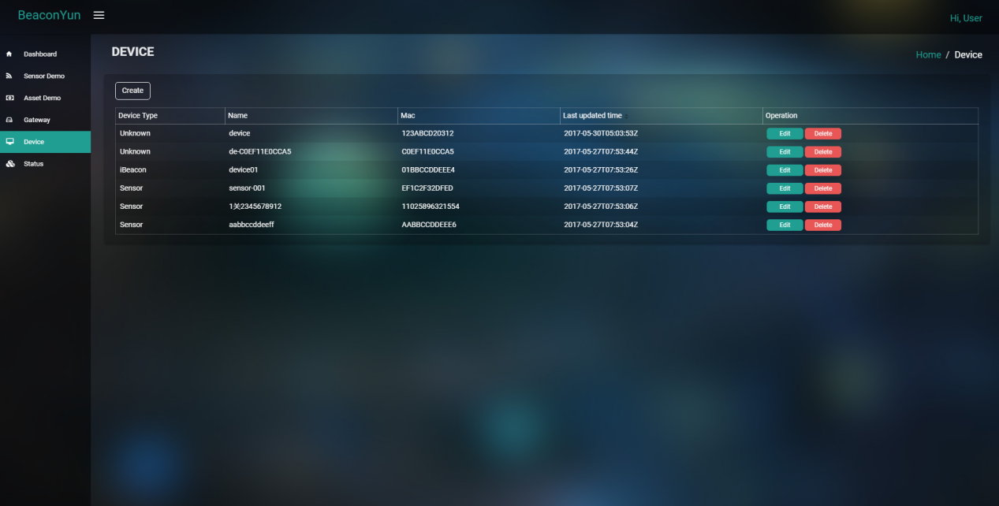 BeaconYun
Hi, User
Dashboard
Sensor Demo
Asset Demo
Gateway
Device
Status
DEVICE
Home / Device
Create
Device Type Name Mac Last updated time Operation
Unknown device 123ABCD20312 2017-05-30T05:03:53Z Edit Delete
Unknown de-C0EF11E0CCA5 C0EF11E0CCA5 2017-05-27T07:53:44Z Edit Delete
iBeacon device01 01BBCCDDEEE4 2017-05-27T07:53:26Z Edit Delete
Sensor sensor-001 EF1C2F32DFED 2017-05-27T07:53:07Z Edit Delete
Sensor 1关2345678912 11025896321554 2017-05-27T07:53:06Z Edit Delete
Sensor aabbccddeeff AABBCCDDEEE6 2017-05-27T07:53:04Z Edit Delete